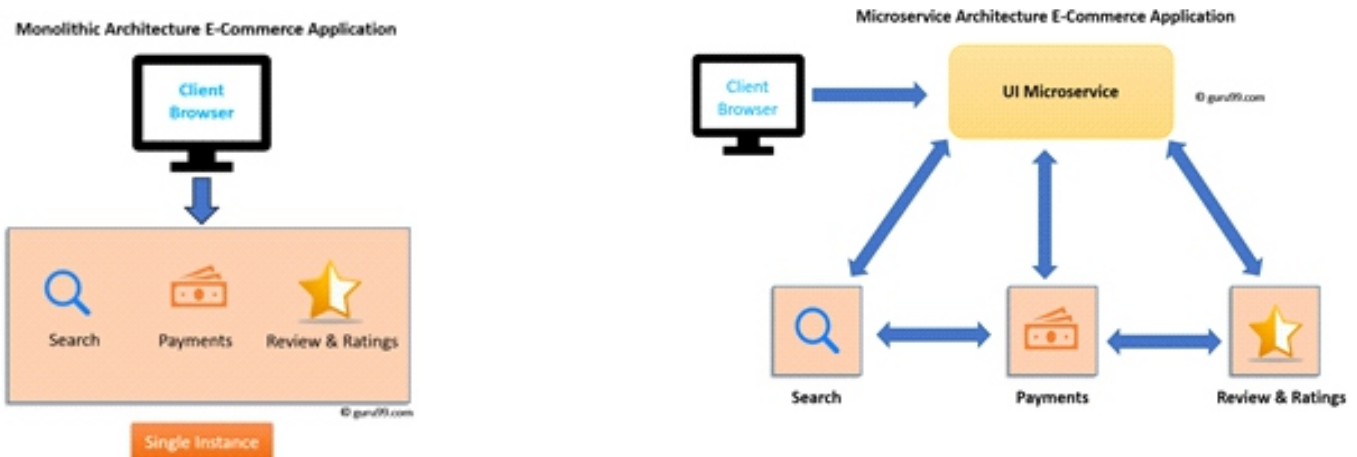 Monolithic Architecture E-Commerce Application
Client
Browser
Search
Payments
Review & Ratings
© guru99.com
Single Instance
Microservice Architecture E-Commerce Application
Client
Browser
UI Microservice
© guru99.com
Search
Payments
Review & Ratings